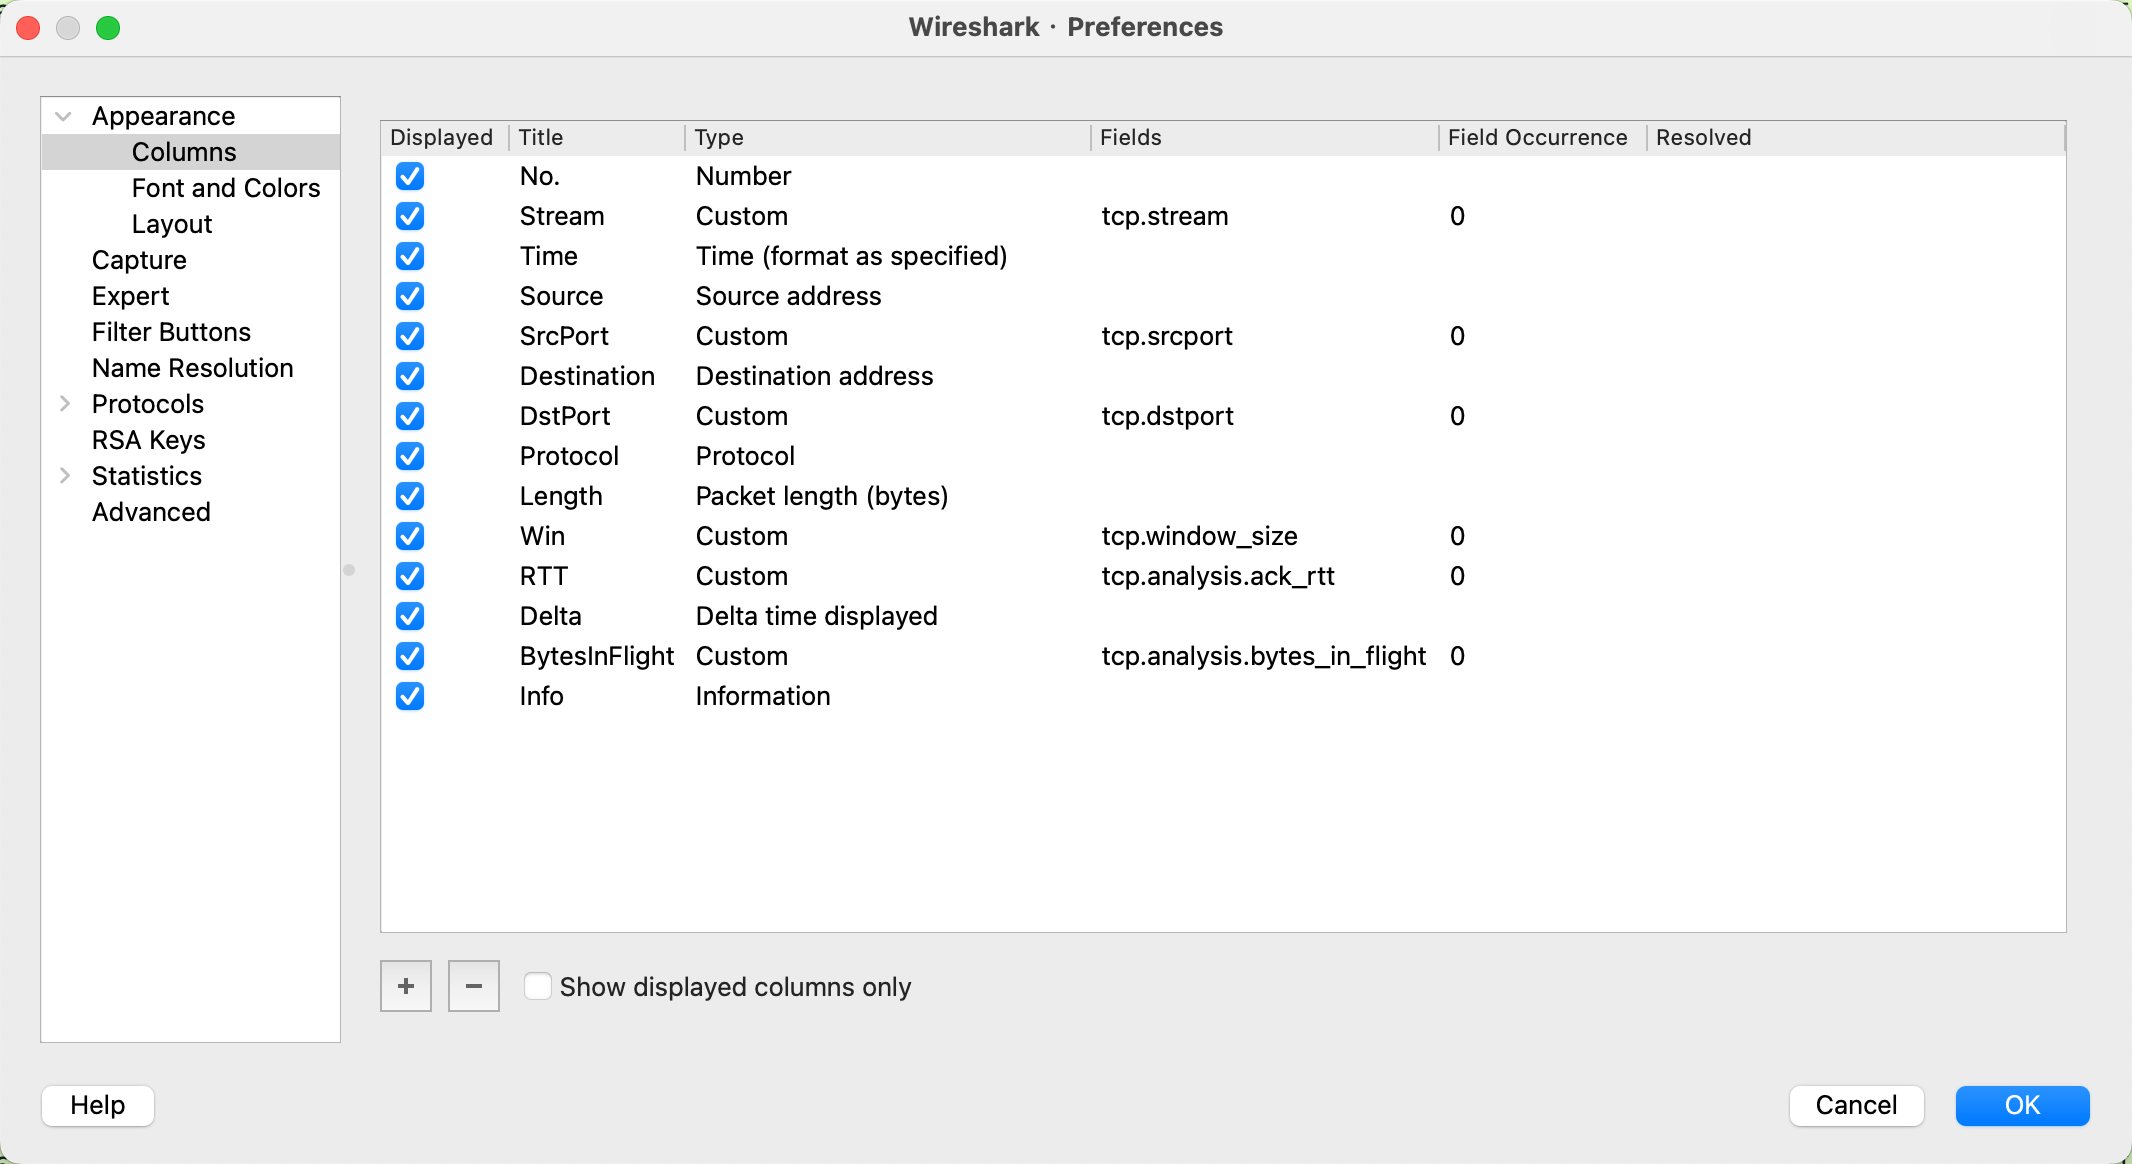 Wireshark · Preferences
Appearance
Columns
Font and Colors
Layout
Capture
Expert
Filter Buttons
Name Resolution
Protocols
RSA Keys
Statistics
Advanced
Displayed Title Type Fields Field Occurrence Resolved
No. Number
Stream Custom tcp.stream 0
Time Time (format as specified)
Source Source address
SrcPort Custom tcp.srcport 0
Destination Destination address
DstPort Custom tcp.dstport 0
Protocol Protocol
Length Packet length (bytes)
Win Custom tcp.window_size 0
RTT Custom tcp.analysis.ack_rtt 0
Delta Delta time displayed
BytesInFlight Custom tcp.analysis.bytes_in_flight 0
Info Information
+ − Show displayed columns only
Help Cancel OK